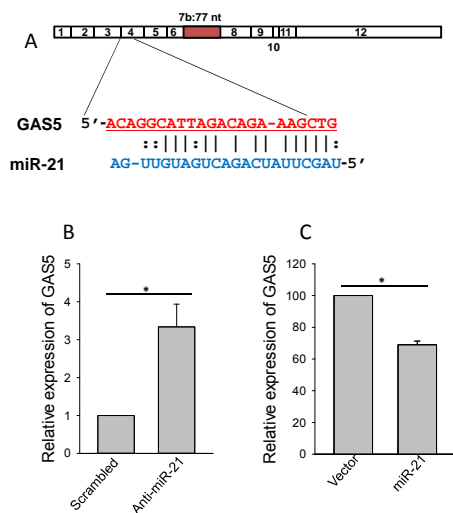 7b:77 nt
A
1 2 3 4 5 6 8 9 11 12
10
GAS5 5'-ACAGGCATTAGACAGA-AAGCTG
miR-21 AG-UUGUAGUCAGACUAUUCGAU-5'
B
Relative expression of GAS5
5
4
3
2
1
0
*
Scrambled
Anti-miR-21
C
Relative expression of GAS5
120
100
80
60
40
20
0
*
Vector
miR-21